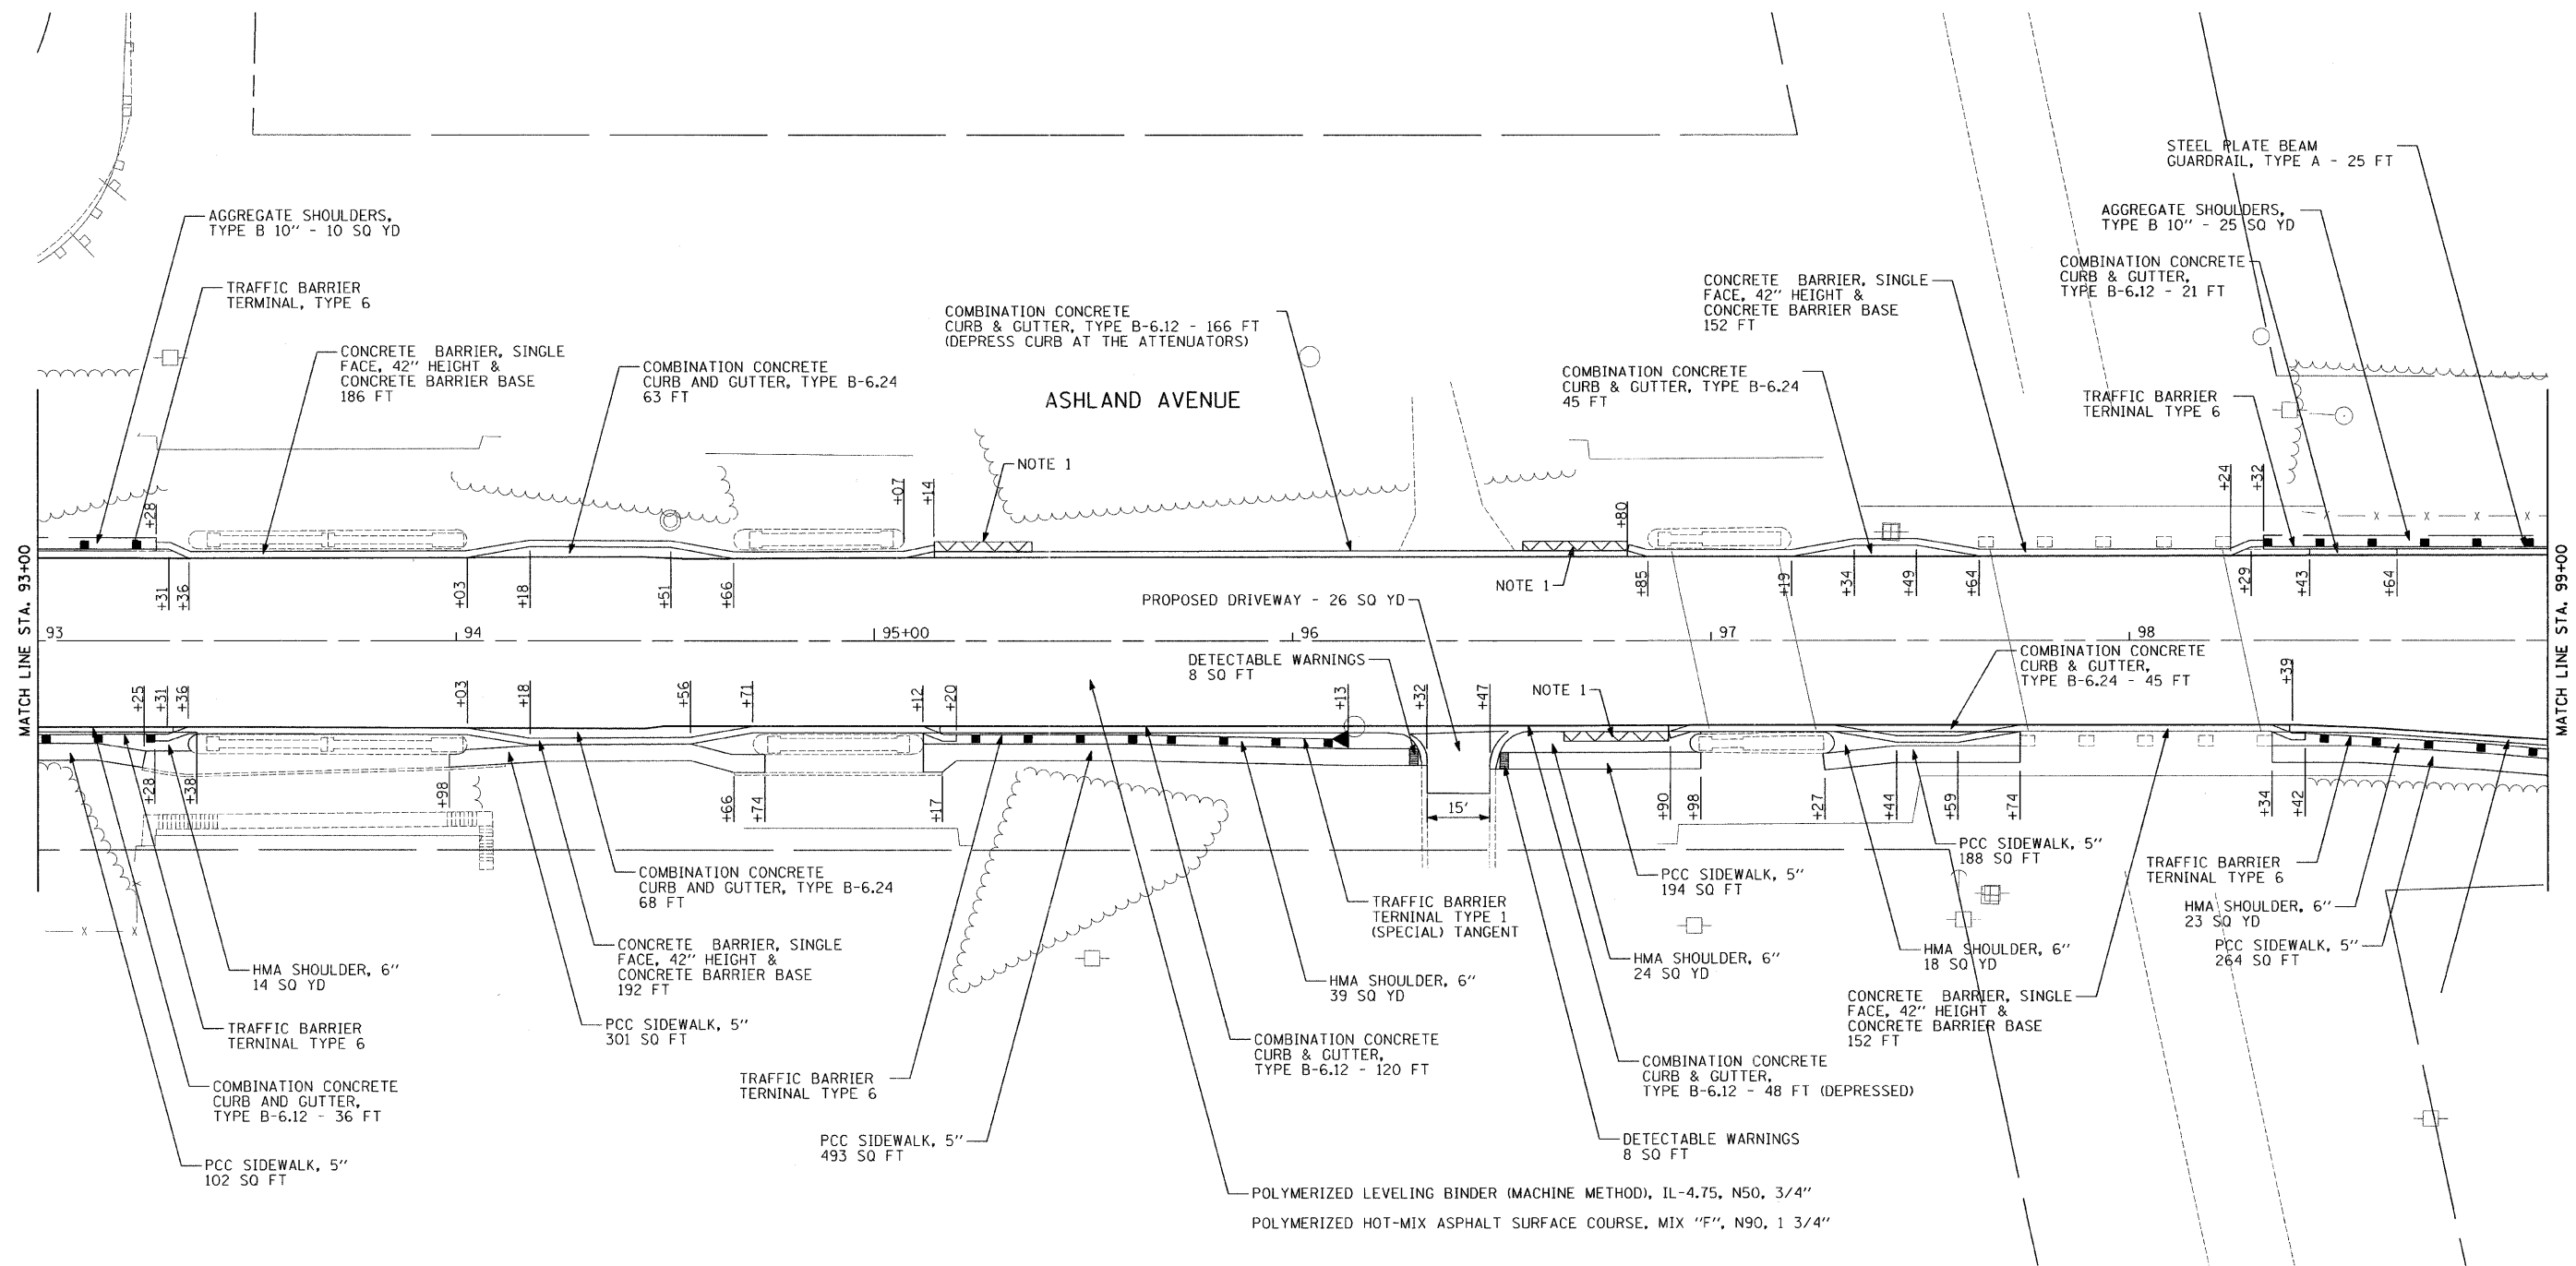 STEEL PLATE BEAM
GUARDRAIL, TYPE A - 25 FT
AGGREGATE SHOULDERS,
TYPE B 10" - 10 SQ YD
AGGREGATE SHOULDERS,
TYPE B 10" - 25 SQ YD
COMBINATION CONCRETE
CURB & GUTTER,
TYPE B-6.12 - 21 FT
TRAFFIC BARRIER
TERMINAL, TYPE 6
CONCRETE BARRIER, SINGLE
FACE, 42" HEIGHT &
CONCRETE BARRIER BASE
152 FT
COMBINATION CONCRETE
CURB & GUTTER, TYPE B-6.12 - 166 FT
(DEPRESS CURB AT THE ATTENUATORS)
CONCRETE BARRIER, SINGLE
FACE, 42" HEIGHT &
CONCRETE BARRIER BASE
186 FT
COMBINATION CONCRETE
CURB AND GUTTER, TYPE B-6.24
63 FT
COMBINATION CONCRETE
CURB & GUTTER, TYPE B-6.24
45 FT
ASHLAND AVENUE
TRAFFIC BARRIER
TERNINAL TYPE 6
NOTE 1
+28
+07
+14
+80
+24
+32
MATCH LINE STA. 93+00
MATCH LINE STA. 99+00
+31
+36
+03
+18
+51
+66
NOTE 1
+85
+19
+34
+49
+64
+29
+43
+64
PROPOSED DRIVEWAY - 26 SQ YD
93
94
95+00
96
97
98
DETECTABLE WARNINGS
8 SQ FT
COMBINATION CONCRETE
CURB & GUTTER,
TYPE B-6.24 - 45 FT
+25
+31
+36
+03
+18
+56
+71
+12
+20
+13
+32
+47
NOTE 1
+39
+28
+38
+98
+66
+74
+17
15'
+90
+98
+27
+44
+59
+74
+34
+42
PCC SIDEWALK, 5"
188 SQ FT
TRAFFIC BARRIER
TERNINAL TYPE 6
COMBINATION CONCRETE
CURB AND GUTTER, TYPE B-6.24
68 FT
PCC SIDEWALK, 5"
194 SQ FT
TRAFFIC BARRIER
TERNINAL TYPE 1
(SPECIAL) TANGENT
HMA SHOULDER, 6"
23 SQ YD
CONCRETE BARRIER, SINGLE
FACE, 42" HEIGHT &
CONCRETE BARRIER BASE
192 FT
HMA SHOULDER, 6"
24 SQ YD
HMA SHOULDER, 6"
18 SQ YD
PCC SIDEWALK, 5"
264 SQ FT
HMA SHOULDER, 6"
14 SQ YD
HMA SHOULDER, 6"
39 SQ YD
CONCRETE BARRIER, SINGLE
FACE, 42" HEIGHT &
CONCRETE BARRIER BASE
152 FT
TRAFFIC BARRIER
TERNINAL TYPE 6
PCC SIDEWALK, 5"
301 SQ FT
COMBINATION CONCRETE
CURB & GUTTER,
TYPE B-6.12 - 120 FT
COMBINATION CONCRETE
CURB & GUTTER,
TYPE B-6.12 - 48 FT (DEPRESSED)
TRAFFIC BARRIER
TERNINAL TYPE 6
COMBINATION CONCRETE
CURB AND GUTTER,
TYPE B-6.12 - 36 FT
PCC SIDEWALK, 5"
493 SQ FT
DETECTABLE WARNINGS
8 SQ FT
PCC SIDEWALK, 5"
102 SQ FT
POLYMERIZED LEVELING BINDER (MACHINE METHOD), IL-4.75, N50, 3/4"
POLYMERIZED HOT-MIX ASPHALT SURFACE COURSE, MIX "F", N90, 1 3/4"